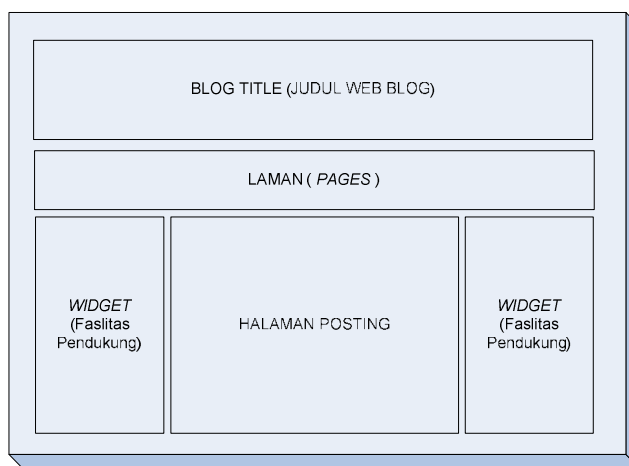 BLOG TITLE (JUDUL WEB BLOG)
LAMAN ( PAGES )
WIDGET
(Faslitas
Pendukung)
HALAMAN POSTING
WIDGET
(Faslitas
Pendukung)